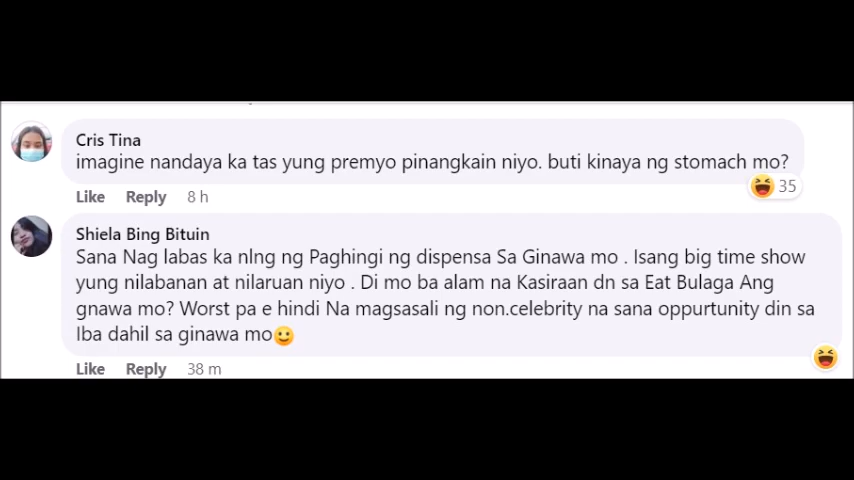 Cris Tina
imagine nandaya ka tas yung premyo pinangkain niyo. buti kinaya ng stomach mo?
35
Like Reply 8 h
Shiela Bing Bituin
Sana Nag labas ka nlng ng Paghingi ng dispensa Sa Ginawa mo . Isang big time show
yung nilabanan at nilaruan niyo . Di mo ba alam na Kasiraan dn sa Eat Bulaga Ang
gnawa mo? Worst pa e hindi Na magsasali ng non.celebrity na sana oppurtunity din sa
Iba dahil sa ginawa mo🙂
Like Reply 38 m